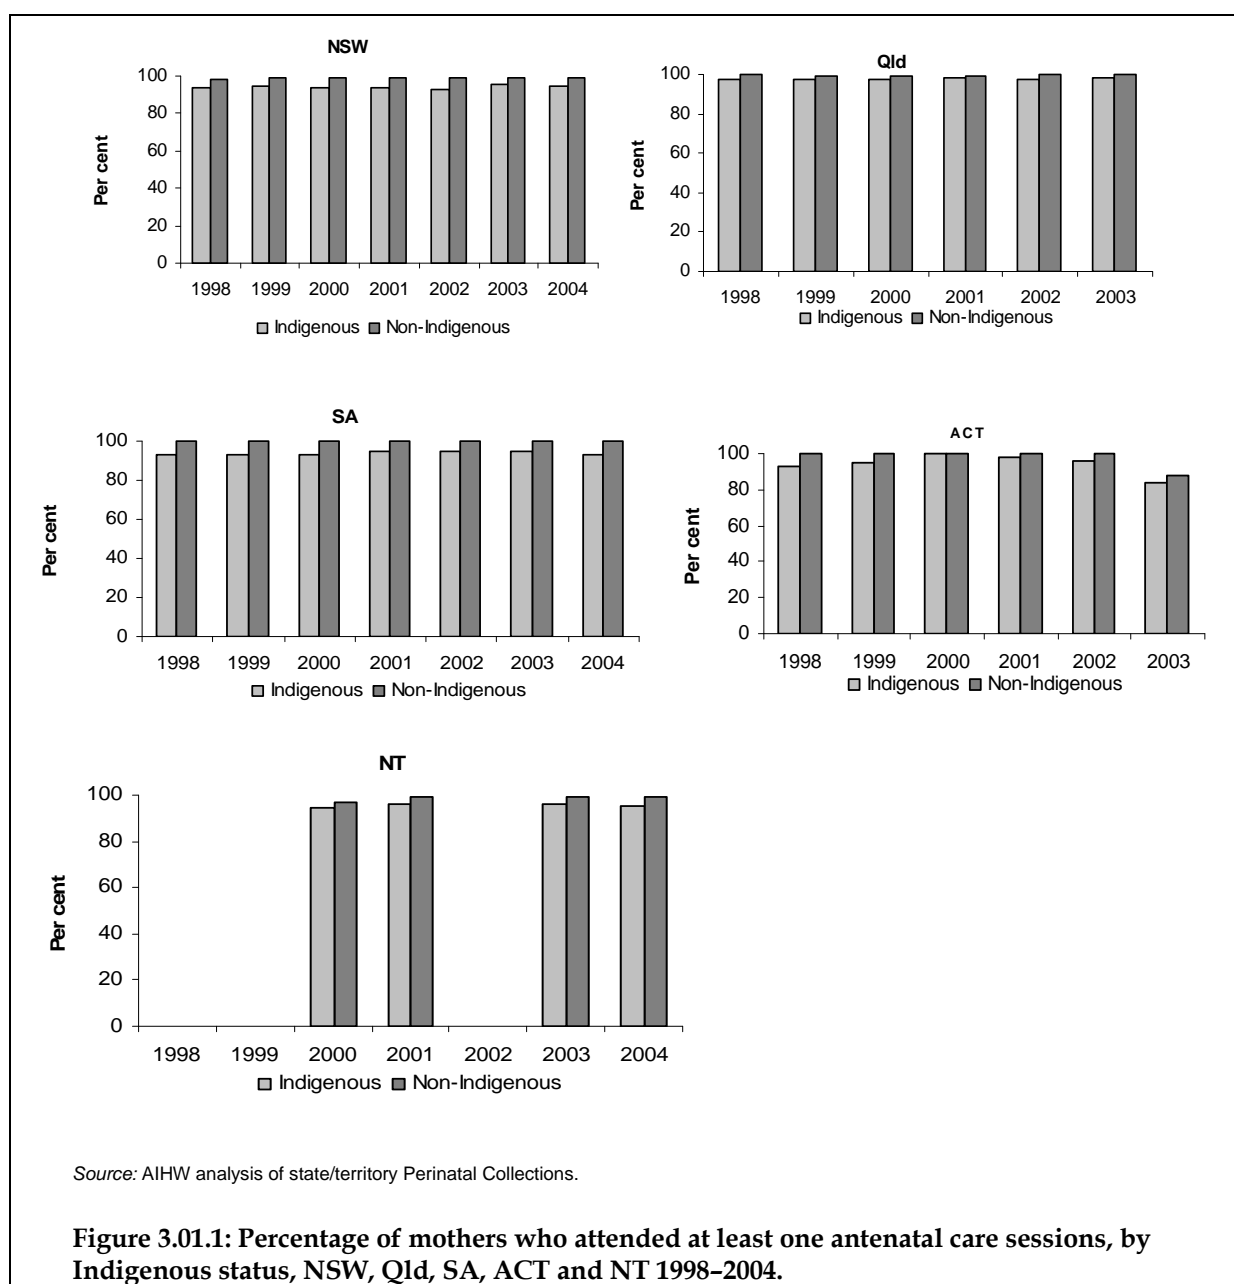 NSW
100
80
60
40
20
0
Per cent
1998 1999 2000 2001 2002 2003 2004
Indigenous Non-Indigenous
Qld
100
80
60
40
20
0
Per cent
1998 1999 2000 2001 2002 2003
Indigenous Non-Indigenous
SA
100
80
60
40
20
0
Per cent
1998 1999 2000 2001 2002 2003 2004
Indigenous Non-Indigenous
ACT
100
80
60
40
20
0
Per cent
1998 1999 2000 2001 2002 2003
Indigenous Non-Indigenous
NT
100
80
60
40
20
0
Per cent
1998 1999 2000 2001 2002 2003 2004
Indigenous Non-Indigenous
Source: AIHW analysis of state/territory Perinatal Collections.
Figure 3.01.1: Percentage of mothers who attended at least one antenatal care sessions, by
Indigenous status, NSW, Qld, SA, ACT and NT 1998–2004.